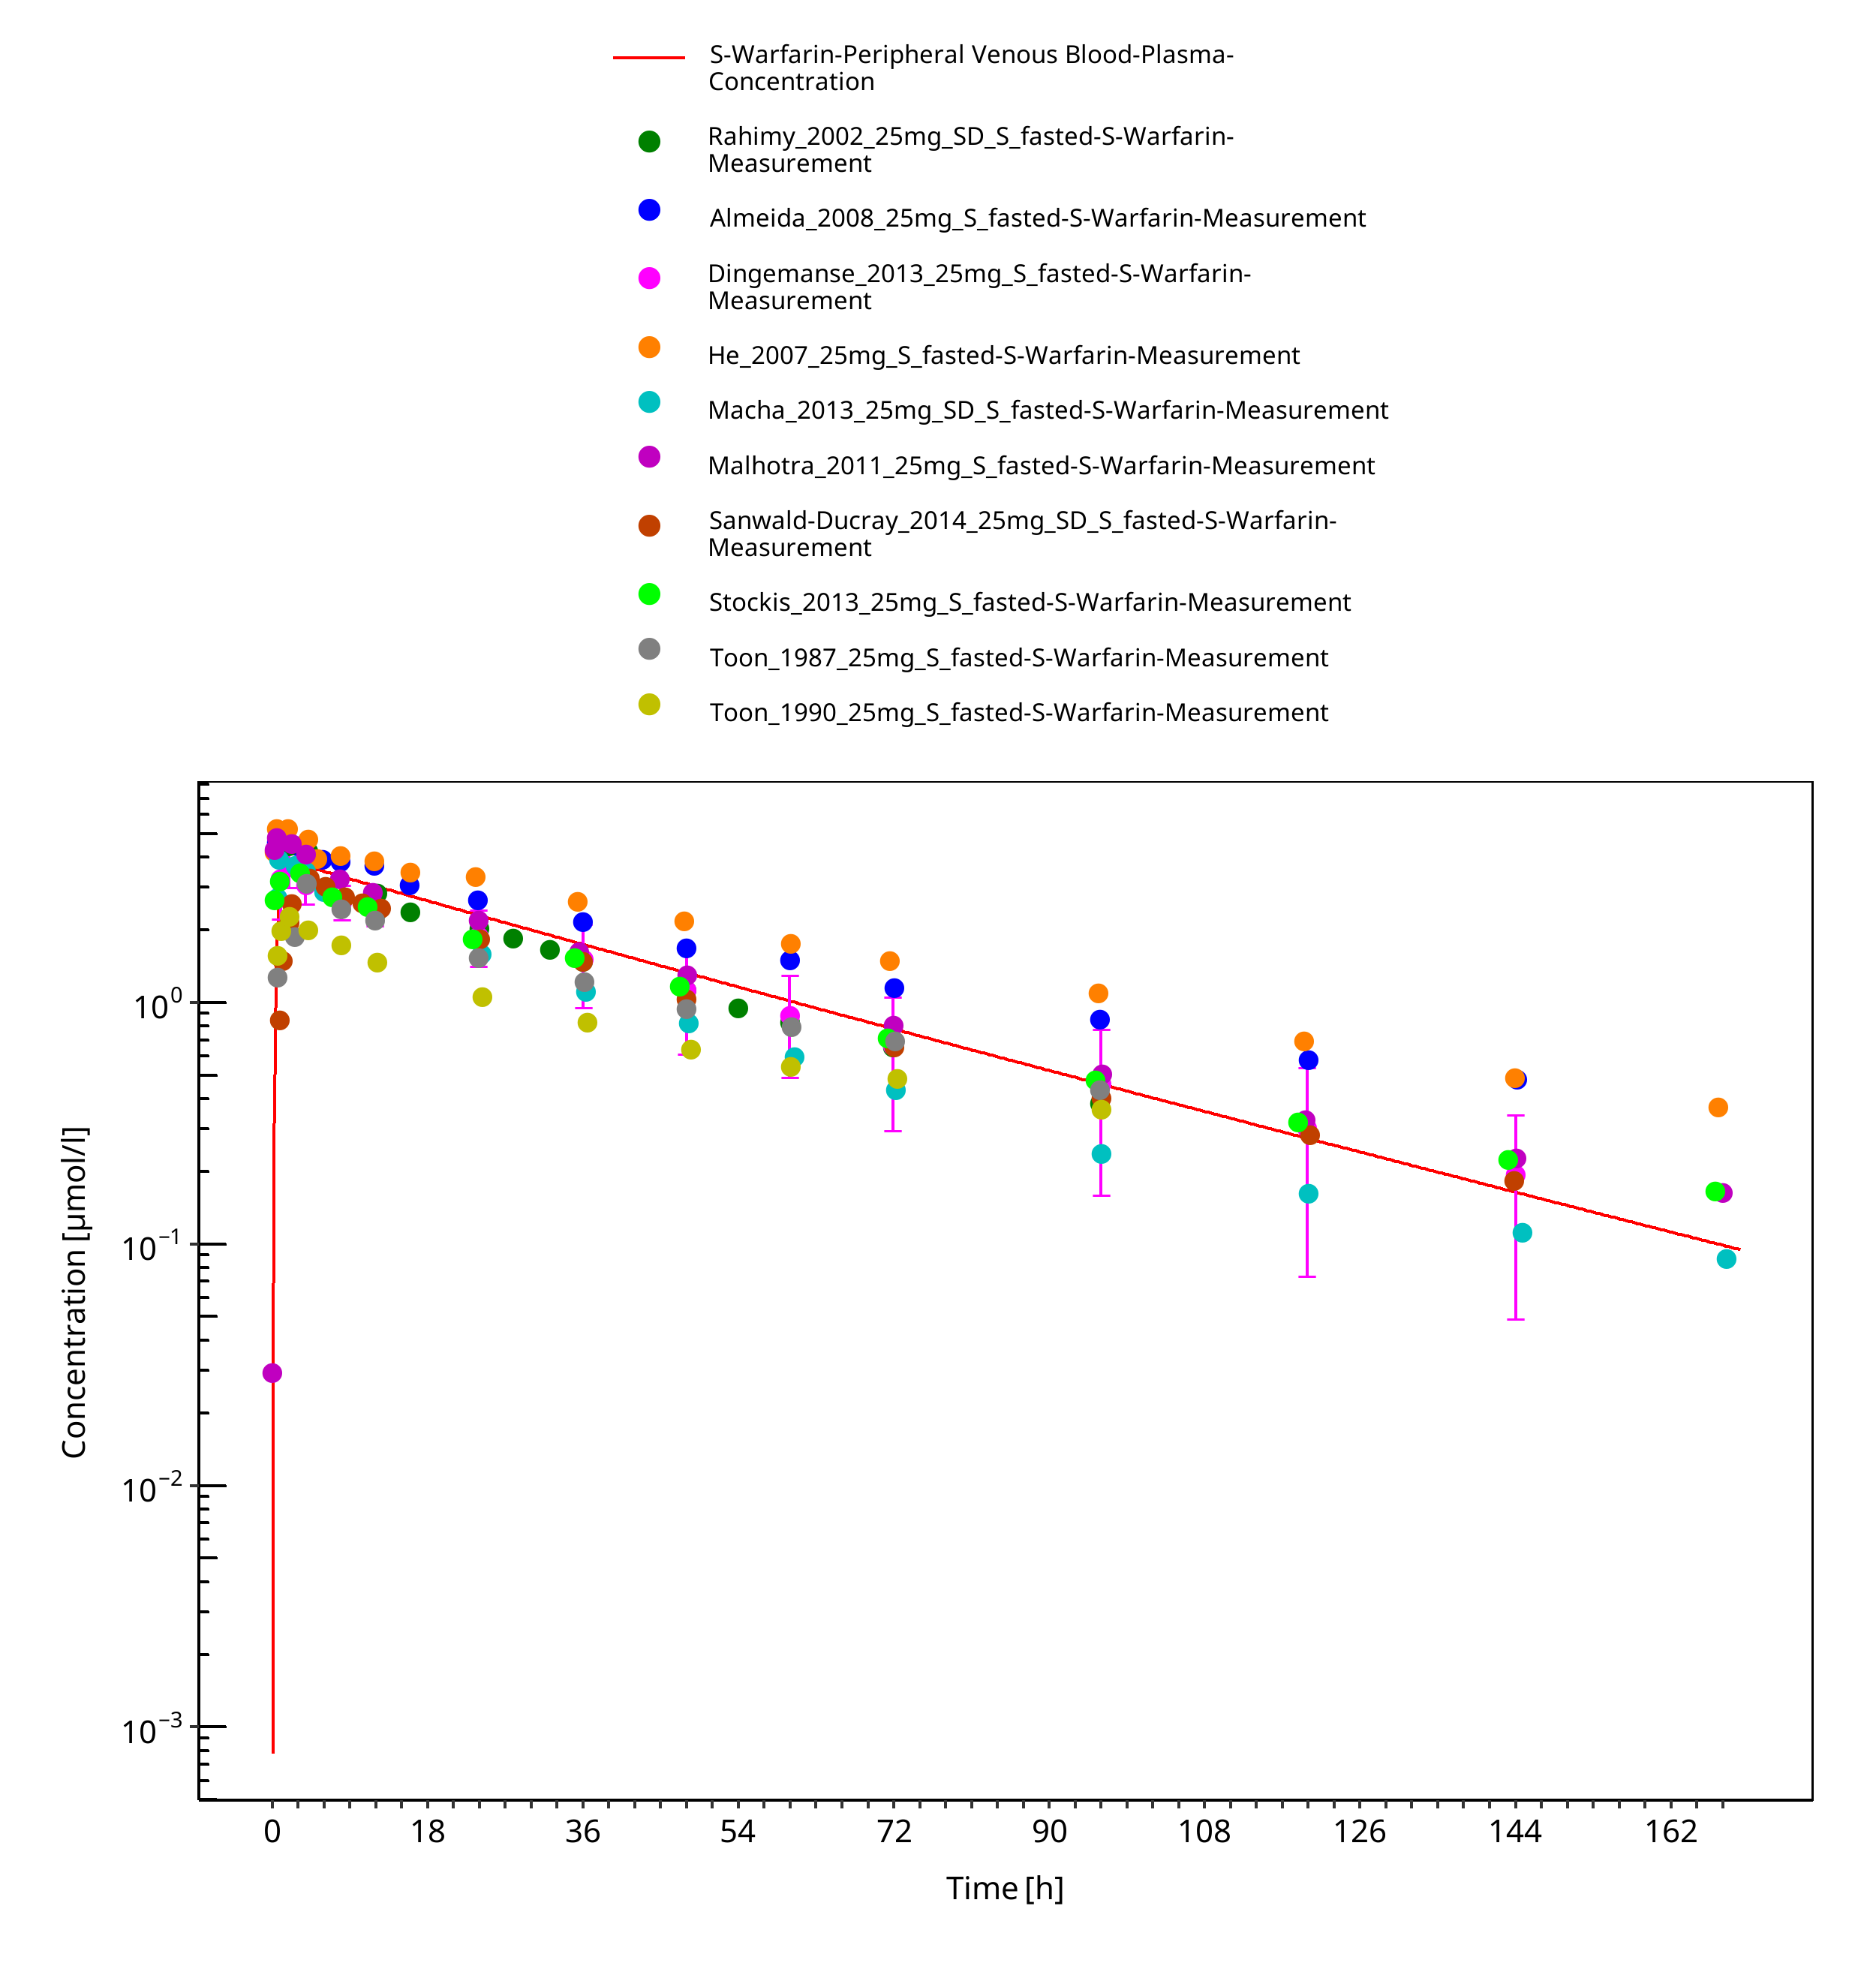 S-Warfarin-Peripheral Venous Blood-Plasma-
Concentration
Rahimy_2002_25mg_SD_S_fasted-S-Warfarin-
Measurement
Almeida_2008_25mg_S_fasted-S-Warfarin-Measurement
Dingemanse_2013_25mg_S_fasted-S-Warfarin-
Measurement
He_2007_25mg_S_fasted-S-Warfarin-Measurement
Macha_2013_25mg_SD_S_fasted-S-Warfarin-Measurement
Malhotra_2011_25mg_S_fasted-S-Warfarin-Measurement
Sanwald-Ducray_2014_25mg_SD_S_fasted-S-Warfarin-
Measurement
Stockis_2013_25mg_S_fasted-S-Warfarin-Measurement
Toon_1987_25mg_S_fasted-S-Warfarin-Measurement
Toon_1990_25mg_S_fasted-S-Warfarin-Measurement
Concentration [µmol/l]
10⁰
10⁻¹
10⁻²
10⁻³
0 18 36 54 72 90 108 126 144 162
Time [h]